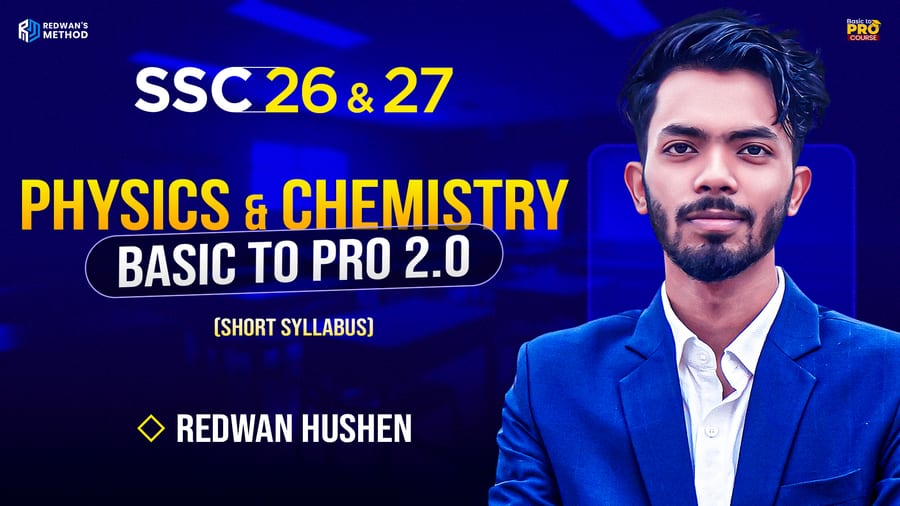 REDWAN'S
METHOD
Basic to
PRO
COURSE
SSC 26 & 27
PHYSICS & CHEMISTRY
BASIC TO PRO 2.0
(SHORT SYLLABUS)
REDWAN HUSHEN